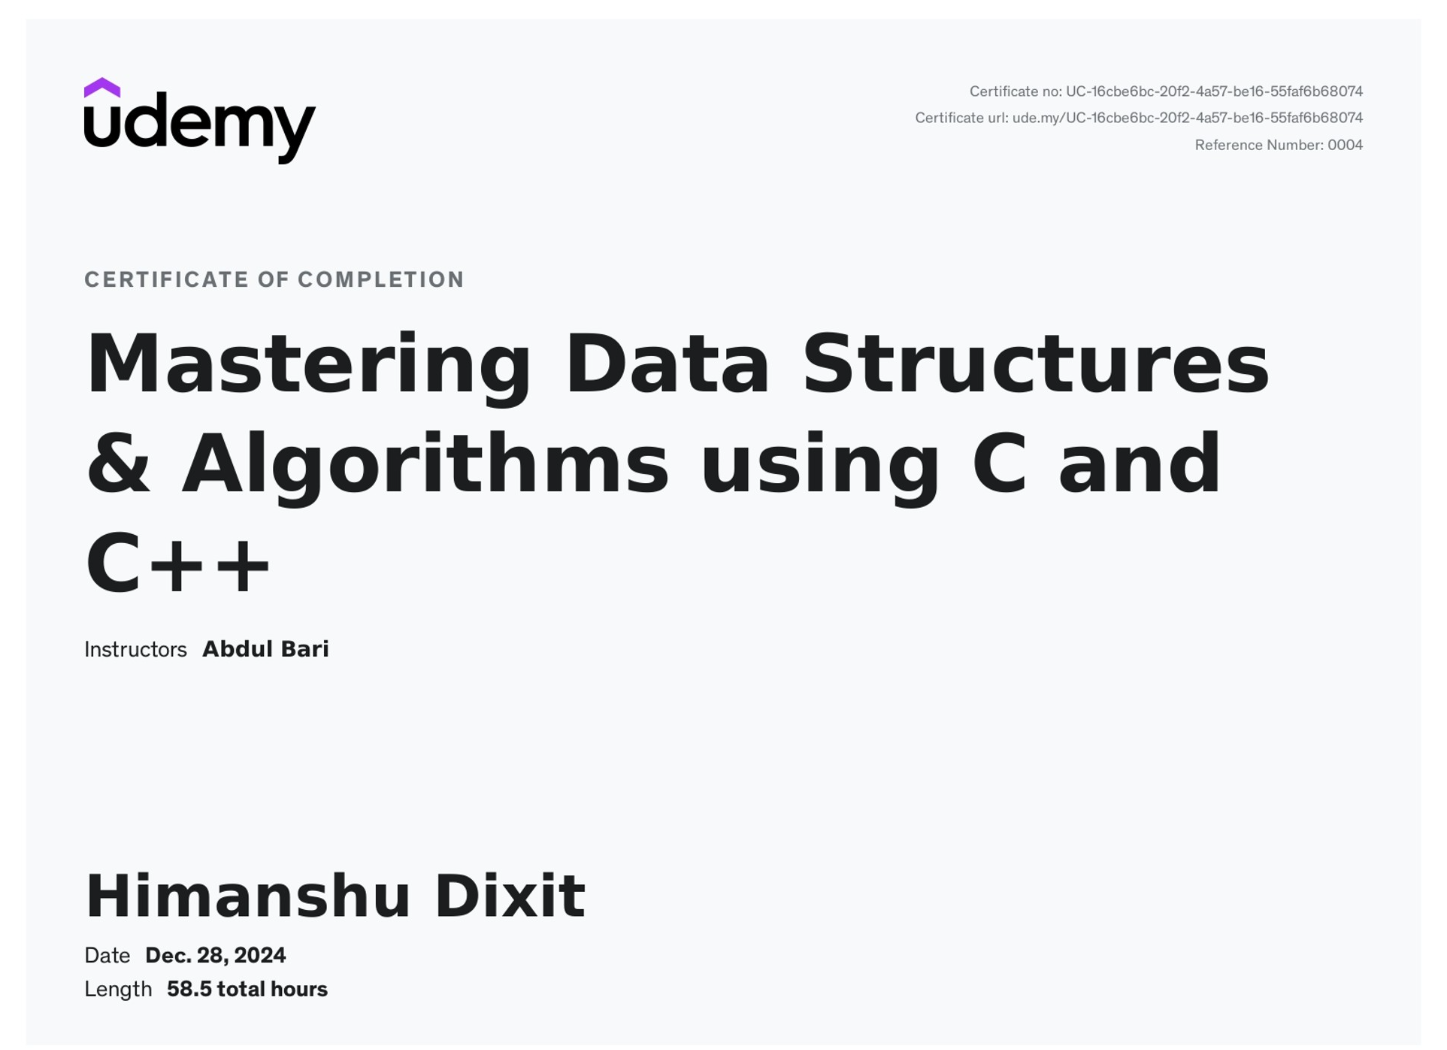 udemy
Certificate no: UC-16cbe6bc-20f2-4a57-be16-55faf6b68074
Certificate url: ude.my/UC-16cbe6bc-20f2-4a57-be16-55faf6b68074
Reference Number: 0004
CERTIFICATE OF COMPLETION
Mastering Data Structures
& Algorithms using C and
C++
Instructors Abdul Bari
Himanshu Dixit
Date Dec. 28, 2024
Length 58.5 total hours